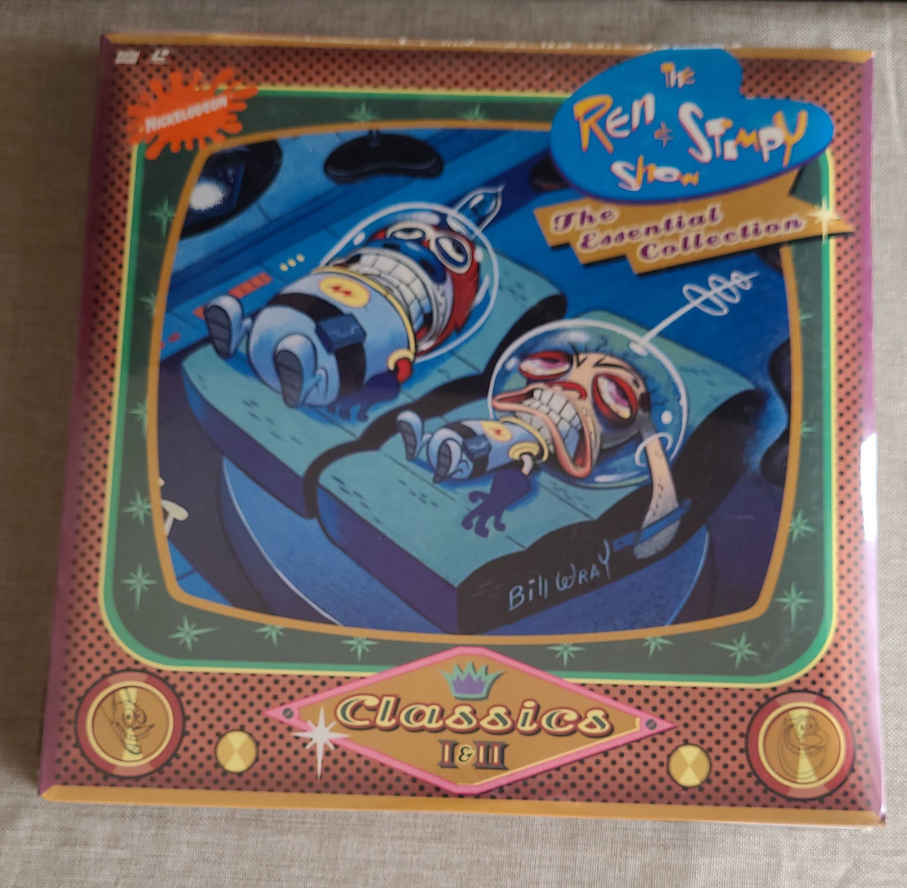 NICKELODEON
The
Ren & Stimpy
Show
The
Essential
Collection
Bill WRAY
Classics
I & II